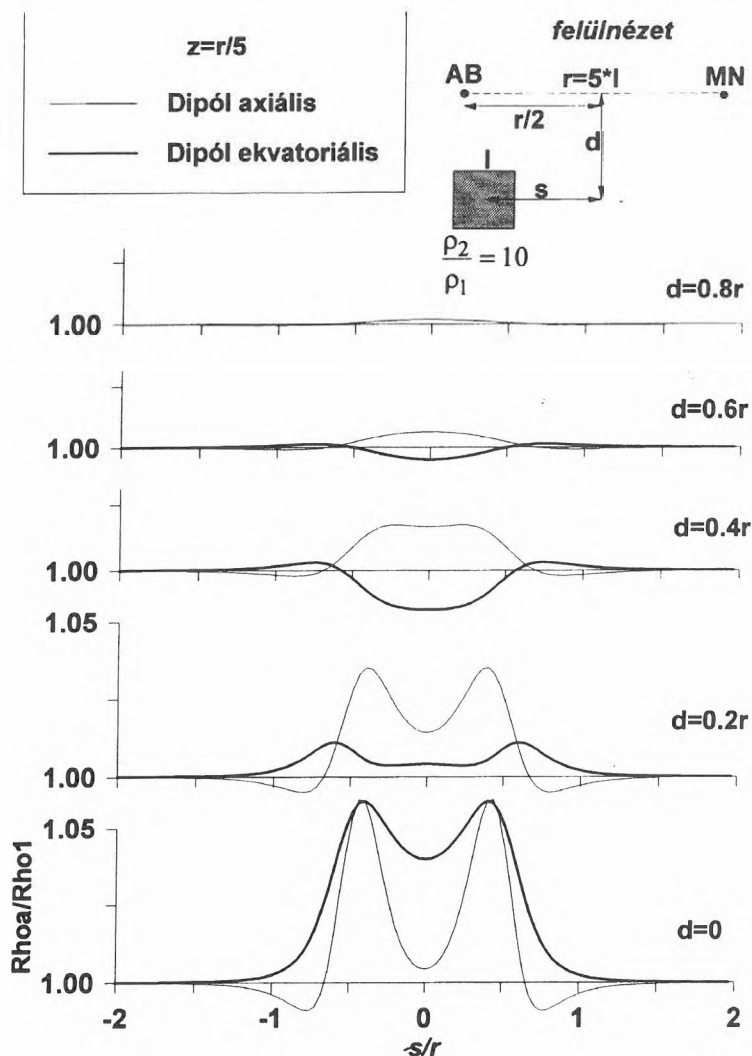 z=r/5
Dipól axiális
Dipól ekvatoriális
felülnézet
AB r=5*l MN
r/2
d
l
s
ρ2/ρ1 = 10
d=0.8r
1.00
d=0.6r
1.00
d=0.4r
1.00
1.05
d=0.2r
1.00
1.05
d=0
1.00
Rhoa/Rho1
-2 -1 0 1 2
s/r